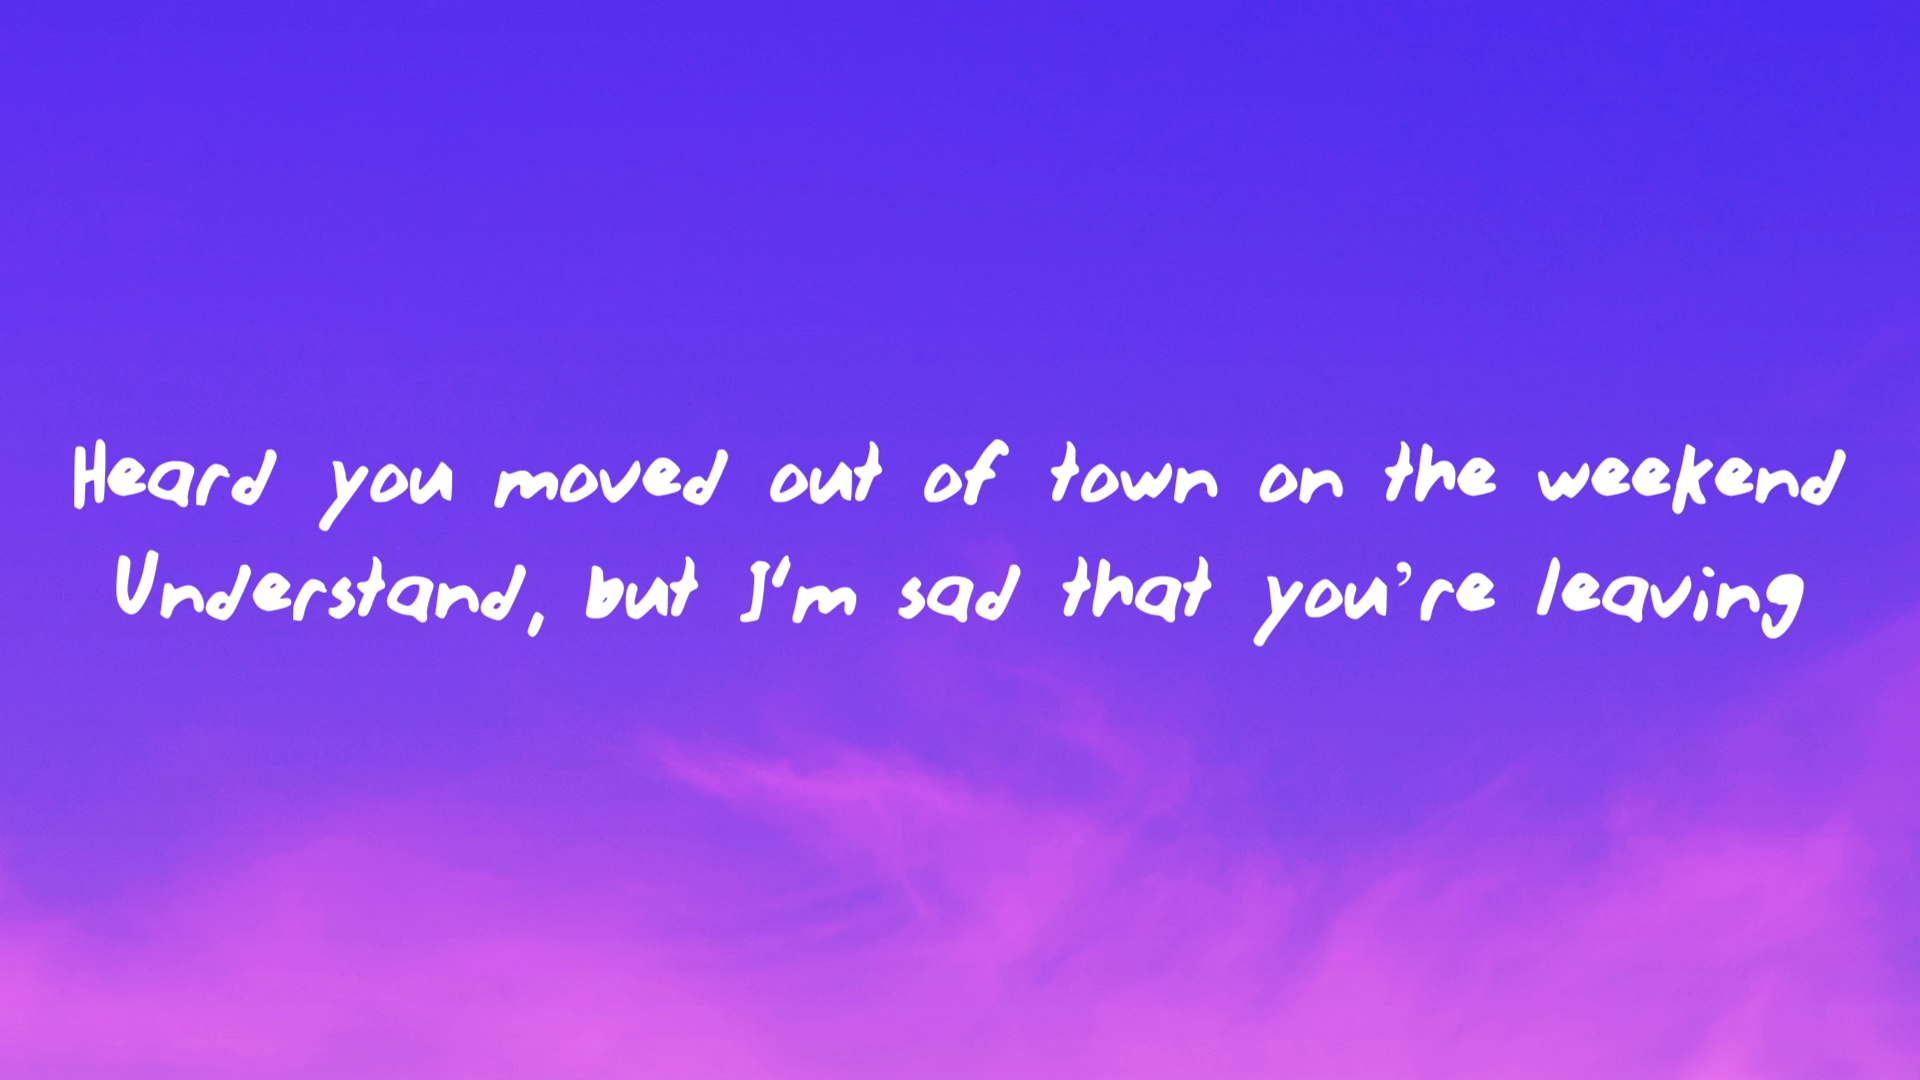 Heard you moved out of town on the weekend
Understand, but I'm sad that you’re leaving